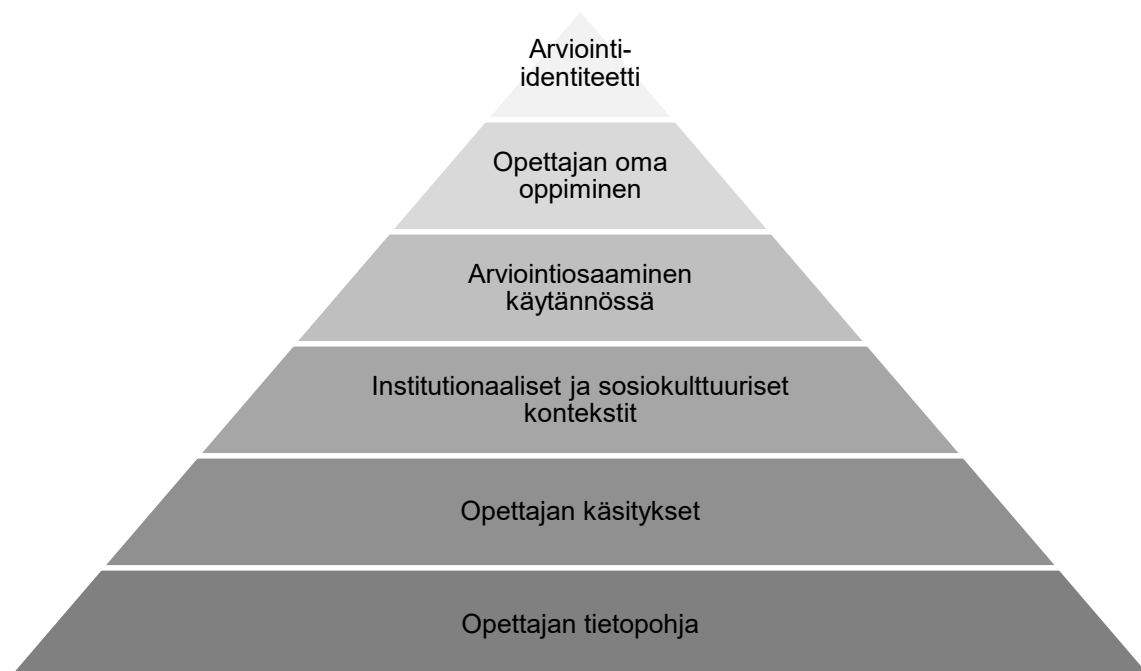 Arviointi-
identiteetti
Opettajan oma
oppiminen
Arviointiosaaminen
käytännössä
Institutionaaliset ja sosiokulttuuriset
kontekstit
Opettajan käsitykset
Opettajan tietopohja